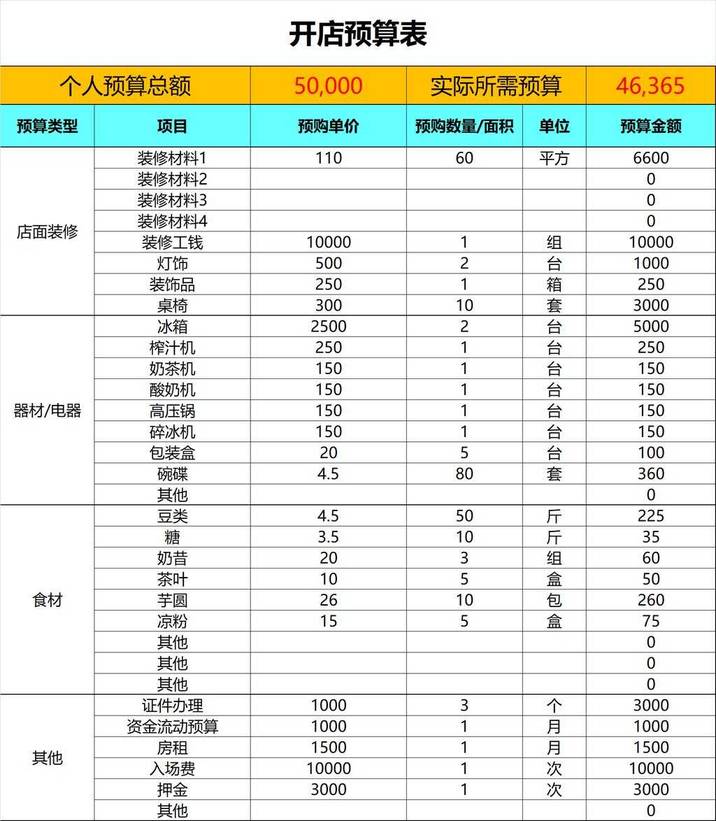 开店预算表
个人预算总额 50,000 实际所需预算 46,365
预算类型 项目 预购单价 预购数量/面积 单位 预算金额
店面装修 装修材料1 110 60 平方 6600
装修材料2 0
装修材料3 0
装修材料4 0
装修工钱 10000 1 组 10000
灯饰 500 2 台 1000
装饰品 250 1 箱 250
桌椅 300 10 套 3000
器材/电器 冰箱 2500 2 台 5000
榨汁机 250 1 台 250
奶茶机 150 1 台 150
酸奶机 150 1 台 150
高压锅 150 1 台 150
碎冰机 150 1 台 150
包装盒 20 5 台 100
碗碟 4.5 80 套 360
其他 0
食材 豆类 4.5 50 斤 225
糖 3.5 10 斤 35
奶昔 20 3 组 60
茶叶 10 5 盒 50
芋圆 26 10 包 260
凉粉 15 5 盒 75
其他 0
其他 0
其他 0
其他 证件办理 1000 3 个 3000
资金流动预算 1000 1 月 1000
房租 1500 1 月 1500
入场费 10000 1 次 10000
押金 3000 1 次 3000
其他 0